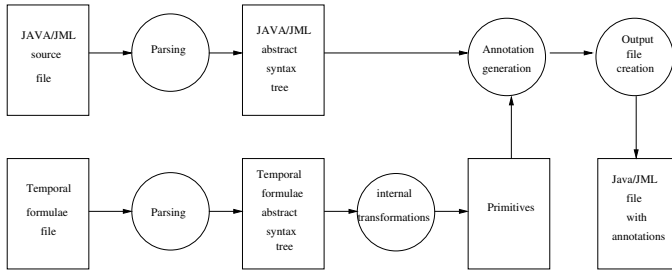 JAVA/JML
source
file
Parsing
JAVA/JML
abstract
syntax
tree
Annotation
generation
Output
file
creation
Temporal
formulae
file
Parsing
Temporal
formulae
abstract
syntax
tree
internal
transformations
Primitives
Java/JML
file
with
annotations